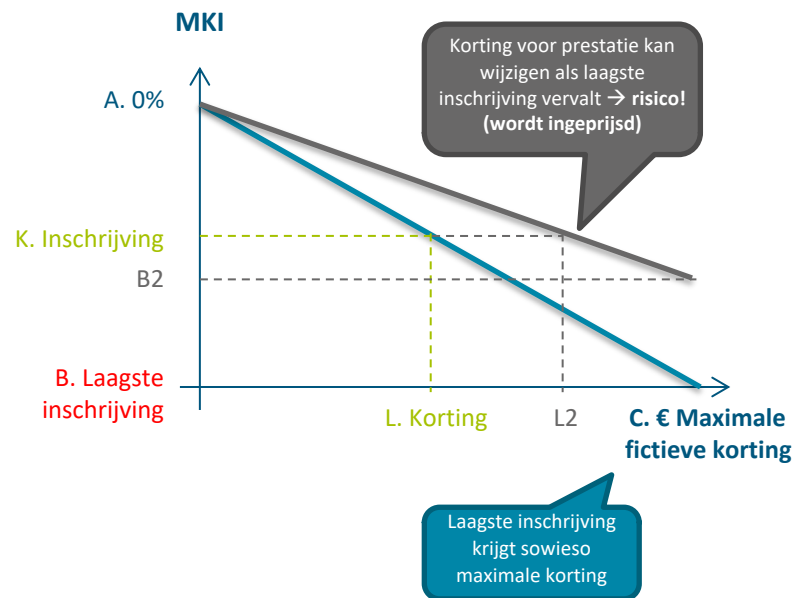 MKI
Korting voor prestatie kan
wijzigen als laagste
inschrijving vervalt → risico!
(wordt ingeprijsd)
A. 0%
K. Inschrijving
B2
B. Laagste
inschrijving
L. Korting
L2
C. € Maximale
fictieve korting
Laagste inschrijving
krijgt sowieso
maximale korting